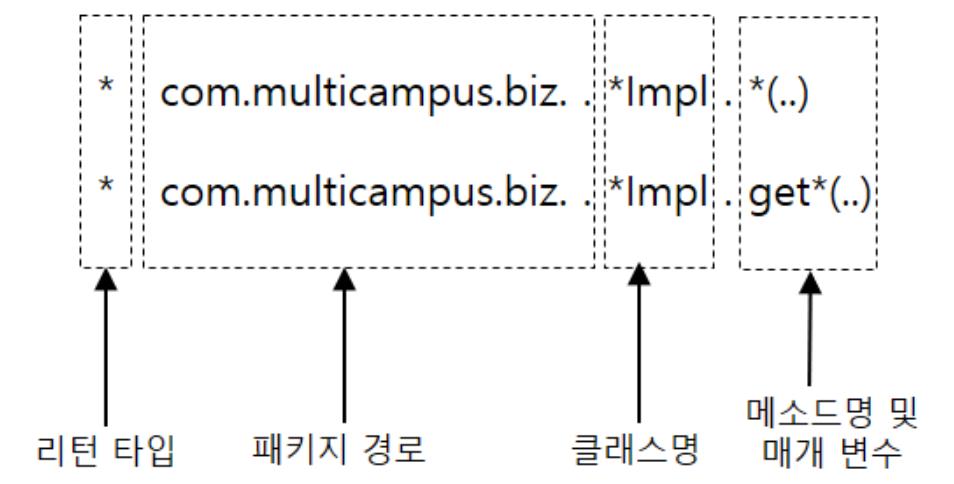 * com.multicampus.biz. . *Impl . *(..)
* com.multicampus.biz. . *Impl . get*(..)
리턴 타입 패키지 경로 클래스명 메소드명 및
매개 변수